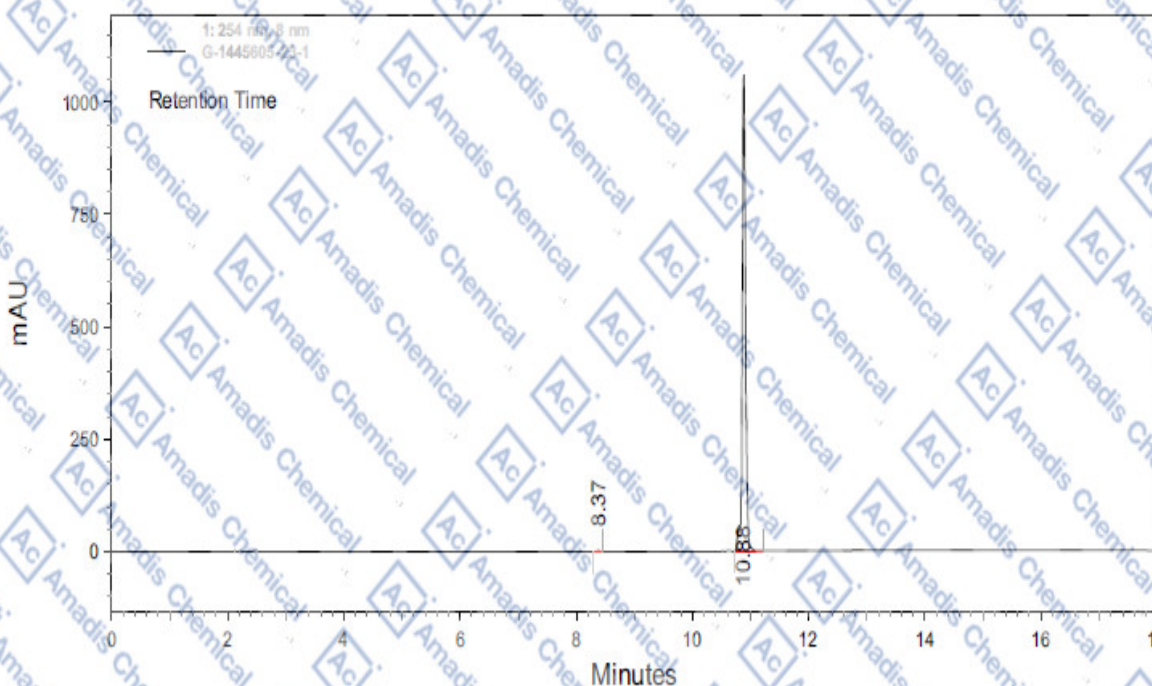 1: 254 nm, 8 nm
G-1445605-23-1
Retention Time
1000
750
500
250
0
mAU
8.37
10.88
0 2 4 6 8 10 12 14 16
Minutes
Ac Amadis Chemical